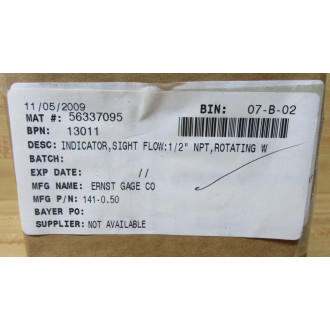 11/05/2009
MAT #: 56337095 BIN: 07-B-02
BPN: 13011
DESC: INDICATOR,SIGHT FLOW:1/2" NPT,ROTATING W
BATCH:
EXP DATE: //
MFG NAME: ERNST GAGE CO
MFG P/N: 141-0.50
BAYER PO:
SUPPLIER: NOT AVAILABLE